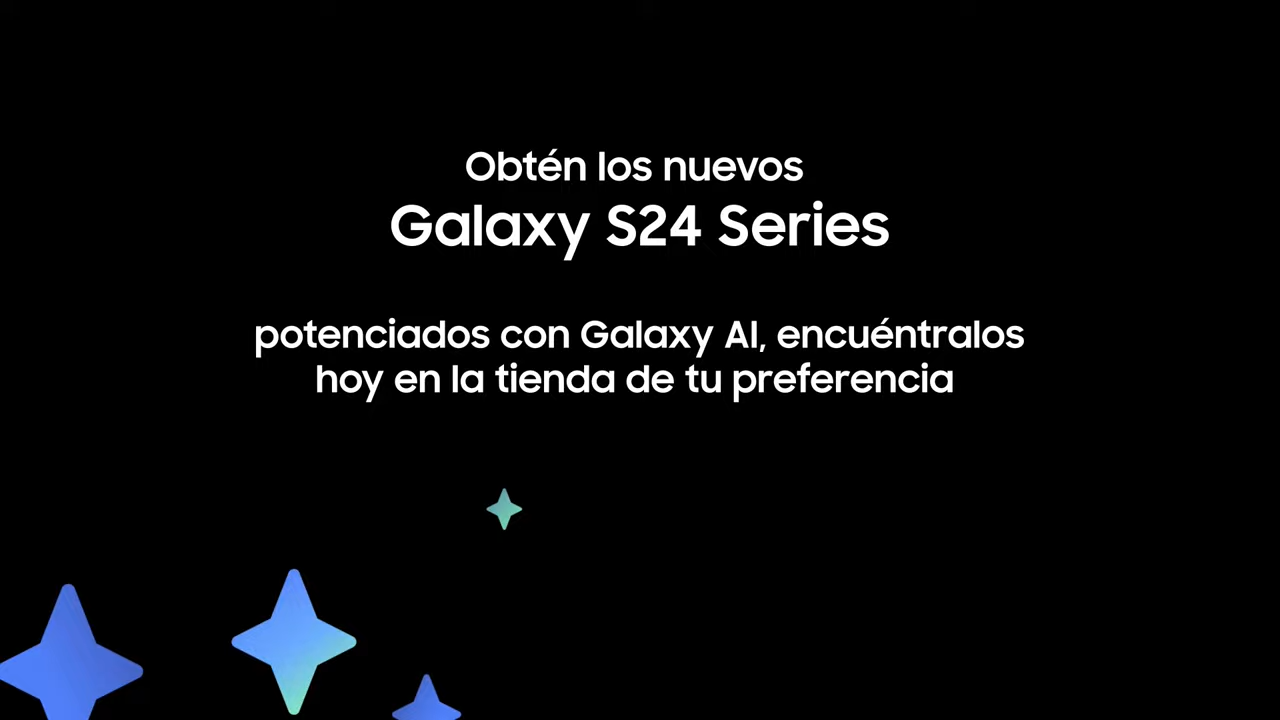 Obtén los nuevos
Galaxy S24 Series
potenciados con Galaxy AI, encuéntralos
hoy en la tienda de tu preferencia